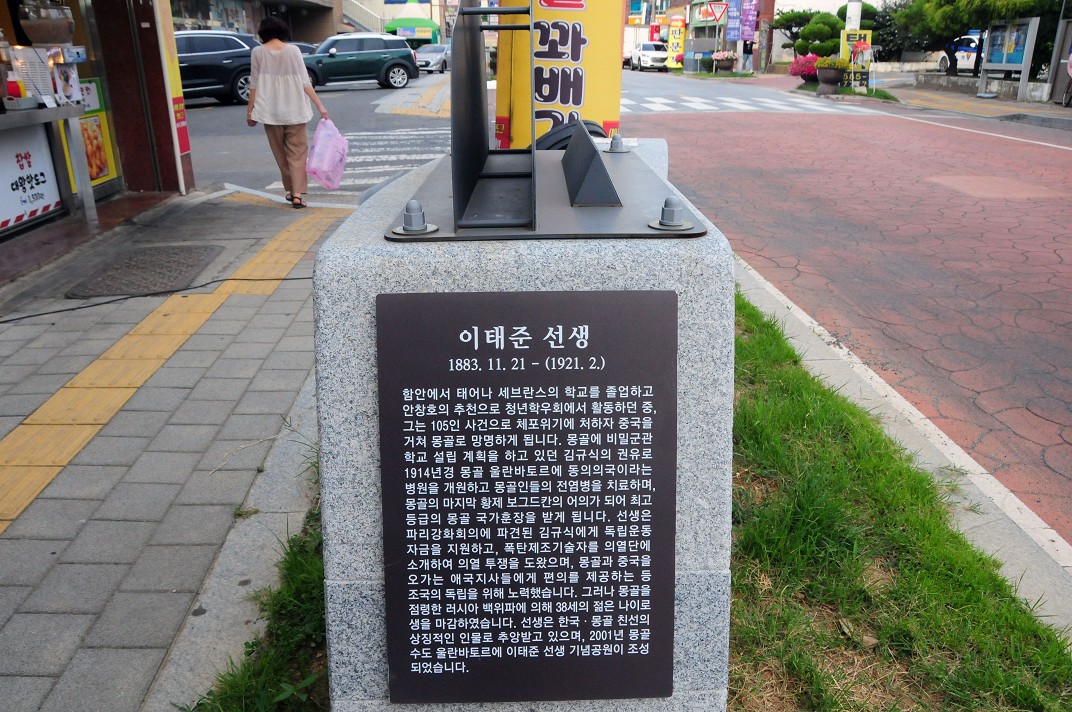 꽈
배
기
찹쌀
대왕핫도그
이태준 선생
1883. 11. 21 - (1921. 2.)
함안에서 태어나 세브란스의 학교를 졸업하고
안창호의 추천으로 청년학우회에서 활동하던 중,
그는 105인 사건으로 체포위기에 처하자 중국을
거쳐 몽골로 망명하게 됩니다. 몽골에 비밀군관
학교 설립 계획을 하고 있던 김규식의 권유로
1914년경 몽골 울란바토르에 동의의국이라는
병원을 개원하고 몽골인들의 전염병을 치료하며,
몽골의 마지막 황제 보그드칸의 어의가 되어 최고
등급의 몽골 국가훈장을 받게 됩니다. 선생은
파리강화회의에 파견된 김규식에게 독립운동
자금을 지원하고, 폭탄제조기술자를 의열단에
소개하여 의열 투쟁을 도왔으며, 몽골과 중국을
오가는 애국지사들에게 편의를 제공하는 등
조국의 독립을 위해 노력했습니다. 그러나 몽골을
점령한 러시아 백위파에 의해 38세의 젊은 나이로
생을 마감하였습니다. 선생은 한국 · 몽골 친선의
상징적인 인물로 추앙받고 있으며, 2001년 몽골
수도 울란바토르에 이태준 선생 기념공원이 조성
되었습니다.